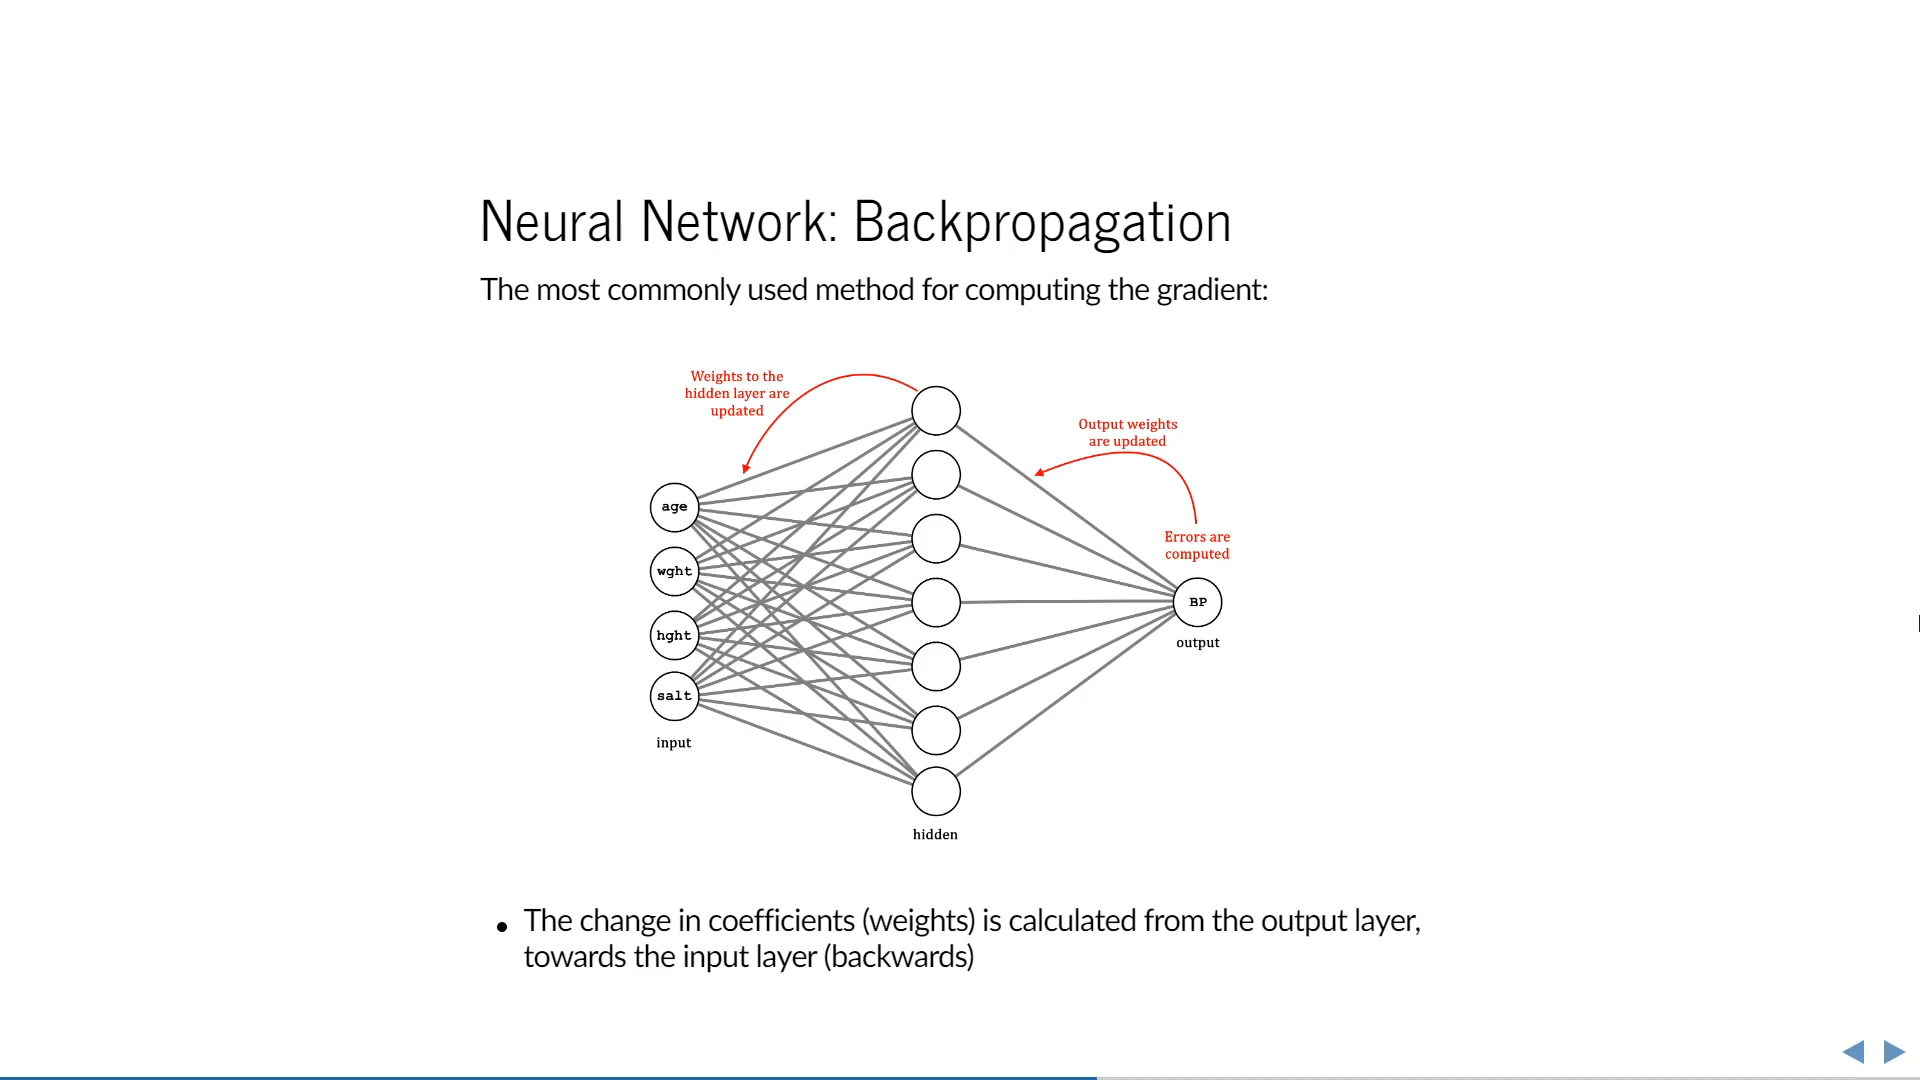 Neural Network: Backpropagation
The most commonly used method for computing the gradient:
Weights to the
hidden layer are
updated
Output weights
are updated
Errors are
computed
age
wght
hght
salt
input
hidden
BP
output
• The change in coefficients (weights) is calculated from the output layer,
towards the input layer (backwards)